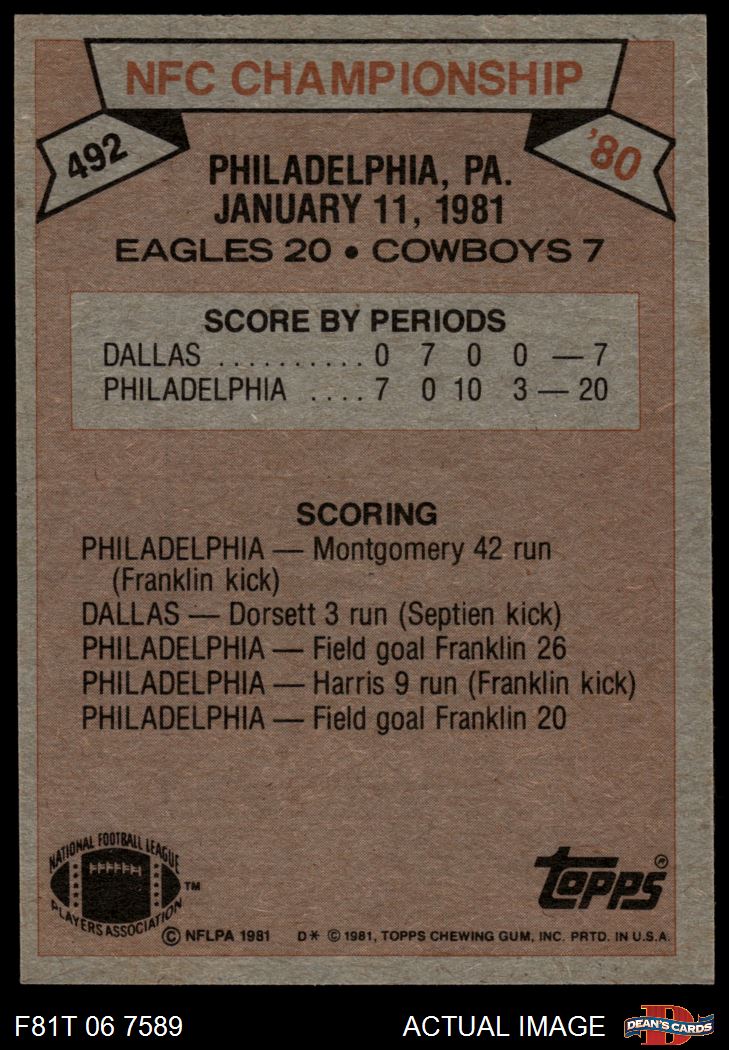 NFC CHAMPIONSHIP
492
'80
PHILADELPHIA, PA.
JANUARY 11, 1981
EAGLES 20 • COWBOYS 7
SCORE BY PERIODS
DALLAS .......... 0 7 0 0 — 7
PHILADELPHIA .... 7 0 10 3 — 20
SCORING
PHILADELPHIA — Montgomery 42 run
(Franklin kick)
DALLAS — Dorsett 3 run (Septien kick)
PHILADELPHIA — Field goal Franklin 26
PHILADELPHIA — Harris 9 run (Franklin kick)
PHILADELPHIA — Field goal Franklin 20
NATIONAL FOOTBALL LEAGUE
PLAYERS ASSOCIATION
TM
© NFLPA 1981
Topps ®
D* © 1981, TOPPS CHEWING GUM, INC. PRTD. IN U.S.A.
F81T 06 7589
ACTUAL IMAGE
D
DEAN'S CARDS